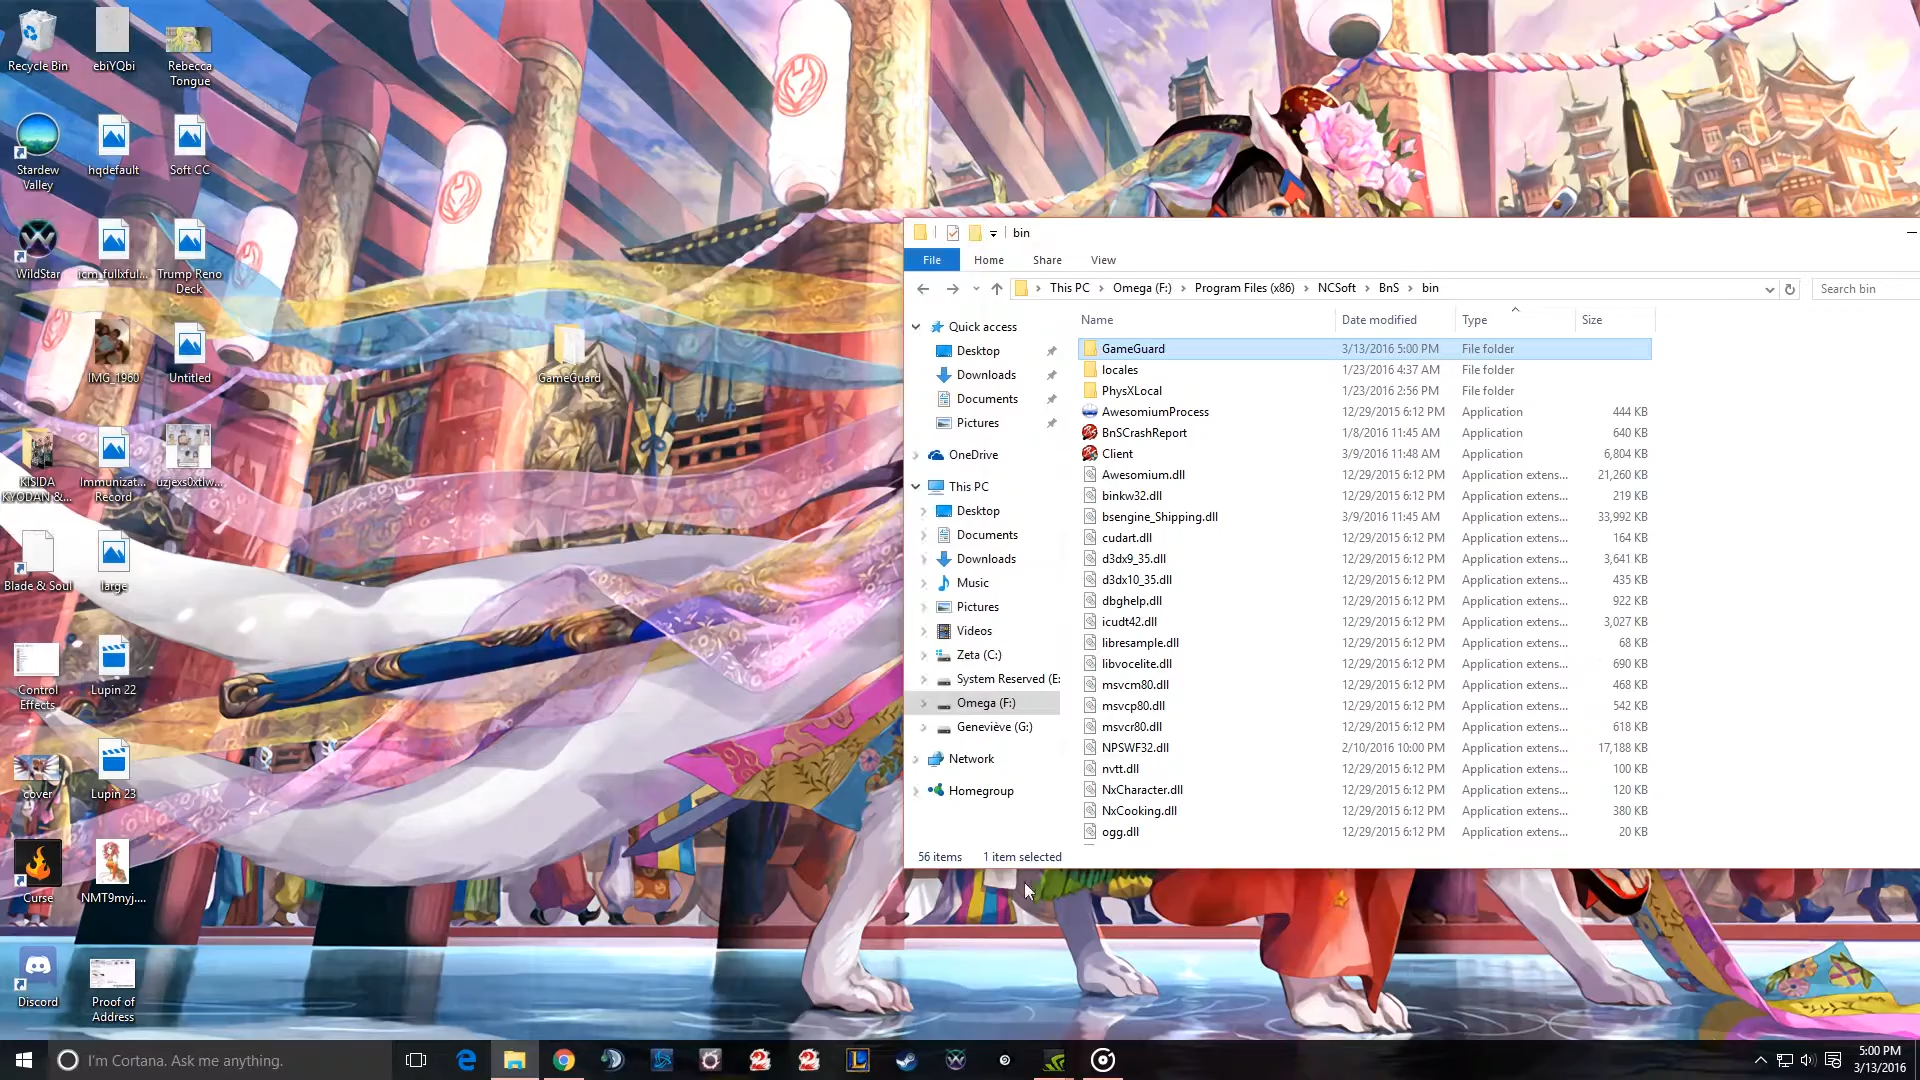 Recycle Bin
ebiYQbi
Rebecca
Tongue
Stardew
Valley
hqdefault
Soft CC
WildStar
icm_fullxful...
Trump Reno
Deck
IMG_1960
Untitled
GameGuard
KISIDA
KYODAN &...
Immunizat...
Record
uzjexs0xtlw...
Blade & Soul
large
Control
Effects
Lupin 22
cover
Lupin 23
Curse
NMT9myj....
Discord
Proof of
Address
bin
File
Home
Share
View
This PC
Omega (F:)
Program Files (x86)
NCSoft
BnS
bin
Search bin
Quick access
Desktop
Downloads
Documents
Pictures
OneDrive
This PC
Desktop
Documents
Downloads
Music
Pictures
Videos
Zeta (C:)
System Reserved (E:
Omega (F:)
Geneviève (G:)
Network
Homegroup
Name Date modified Type Size
GameGuard 3/13/2016 5:00 PM File folder
locales 1/23/2016 4:37 AM File folder
PhysXLocal 1/23/2016 2:56 PM File folder
AwesomiumProcess 12/29/2015 6:12 PM Application 444 KB
BnSCrashReport 1/8/2016 11:45 AM Application 640 KB
Client 3/9/2016 11:48 AM Application 6,804 KB
Awesomium.dll 12/29/2015 6:12 PM Application extens... 21,260 KB
binkw32.dll 12/29/2015 6:12 PM Application extens... 219 KB
bsengine_Shipping.dll 3/9/2016 11:45 AM Application extens... 33,992 KB
cudart.dll 12/29/2015 6:12 PM Application extens... 164 KB
d3dx9_35.dll 12/29/2015 6:12 PM Application extens... 3,641 KB
d3dx10_35.dll 12/29/2015 6:12 PM Application extens... 435 KB
dbghelp.dll 12/29/2015 6:12 PM Application extens... 922 KB
icudt42.dll 12/29/2015 6:12 PM Application extens... 3,027 KB
libresample.dll 12/29/2015 6:12 PM Application extens... 68 KB
libvocelite.dll 12/29/2015 6:12 PM Application extens... 690 KB
msvcm80.dll 12/29/2015 6:12 PM Application extens... 468 KB
msvcp80.dll 12/29/2015 6:12 PM Application extens... 542 KB
msvcr80.dll 12/29/2015 6:12 PM Application extens... 618 KB
NPSWF32.dll 2/10/2016 10:00 PM Application extens... 17,188 KB
nvtt.dll 12/29/2015 6:12 PM Application extens... 100 KB
NxCharacter.dll 12/29/2015 6:12 PM Application extens... 120 KB
NxCooking.dll 12/29/2015 6:12 PM Application extens... 380 KB
ogg.dll 12/29/2015 6:12 PM Application extens... 20 KB
56 items 1 item selected
I'm Cortana. Ask me anything.
5:00 PM
3/13/2016